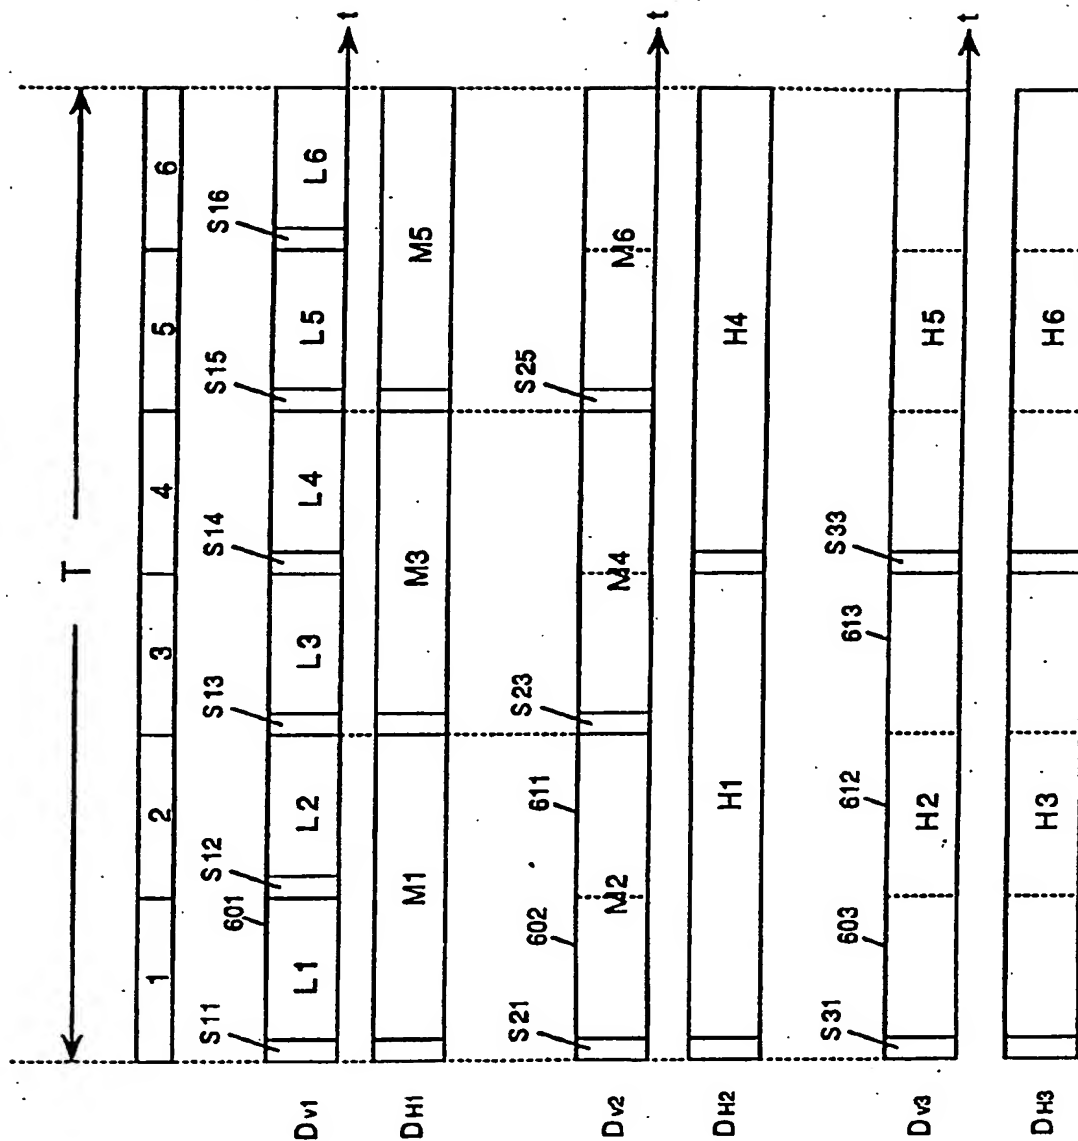 T
1 2 3 4 5 6
S11 601 S12 S13 S14 S15 S16
Dv1 L1 L2 L3 L4 L5 L6 t
DH1 M1 M3 M5
S21 602 611 S23 S25
Dv2 M2 M4 M6 t
DH2 H1 H4
S31 603 612 613 S33
Dv3 H2 H5 t
DH3 H3 H6